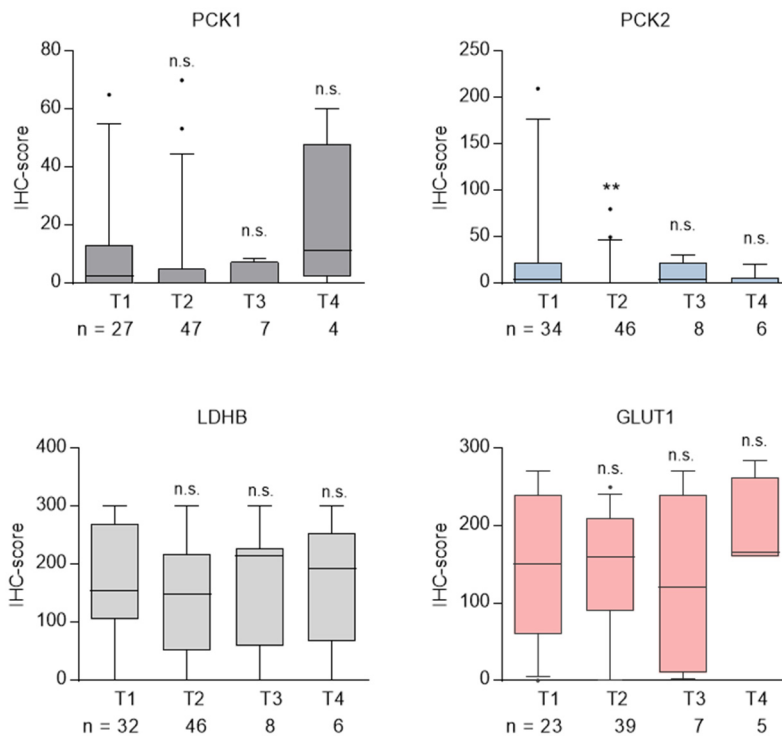 PCK1
80
60
40
20
0
IHC-score
n.s.
n.s.
n.s.
T1 T2 T3 T4
n = 27 47 7 4
PCK2
250
200
150
100
50
0
IHC-score
**
n.s.
n.s.
T1 T2 T3 T4
n = 34 46 8 6
LDHB
400
300
200
100
0
IHC-score
n.s. n.s. n.s.
T1 T2 T3 T4
n = 32 46 8 6
GLUT1
300
200
100
0
IHC-score
n.s.
n.s.
n.s.
T1 T2 T3 T4
n = 23 39 7 5